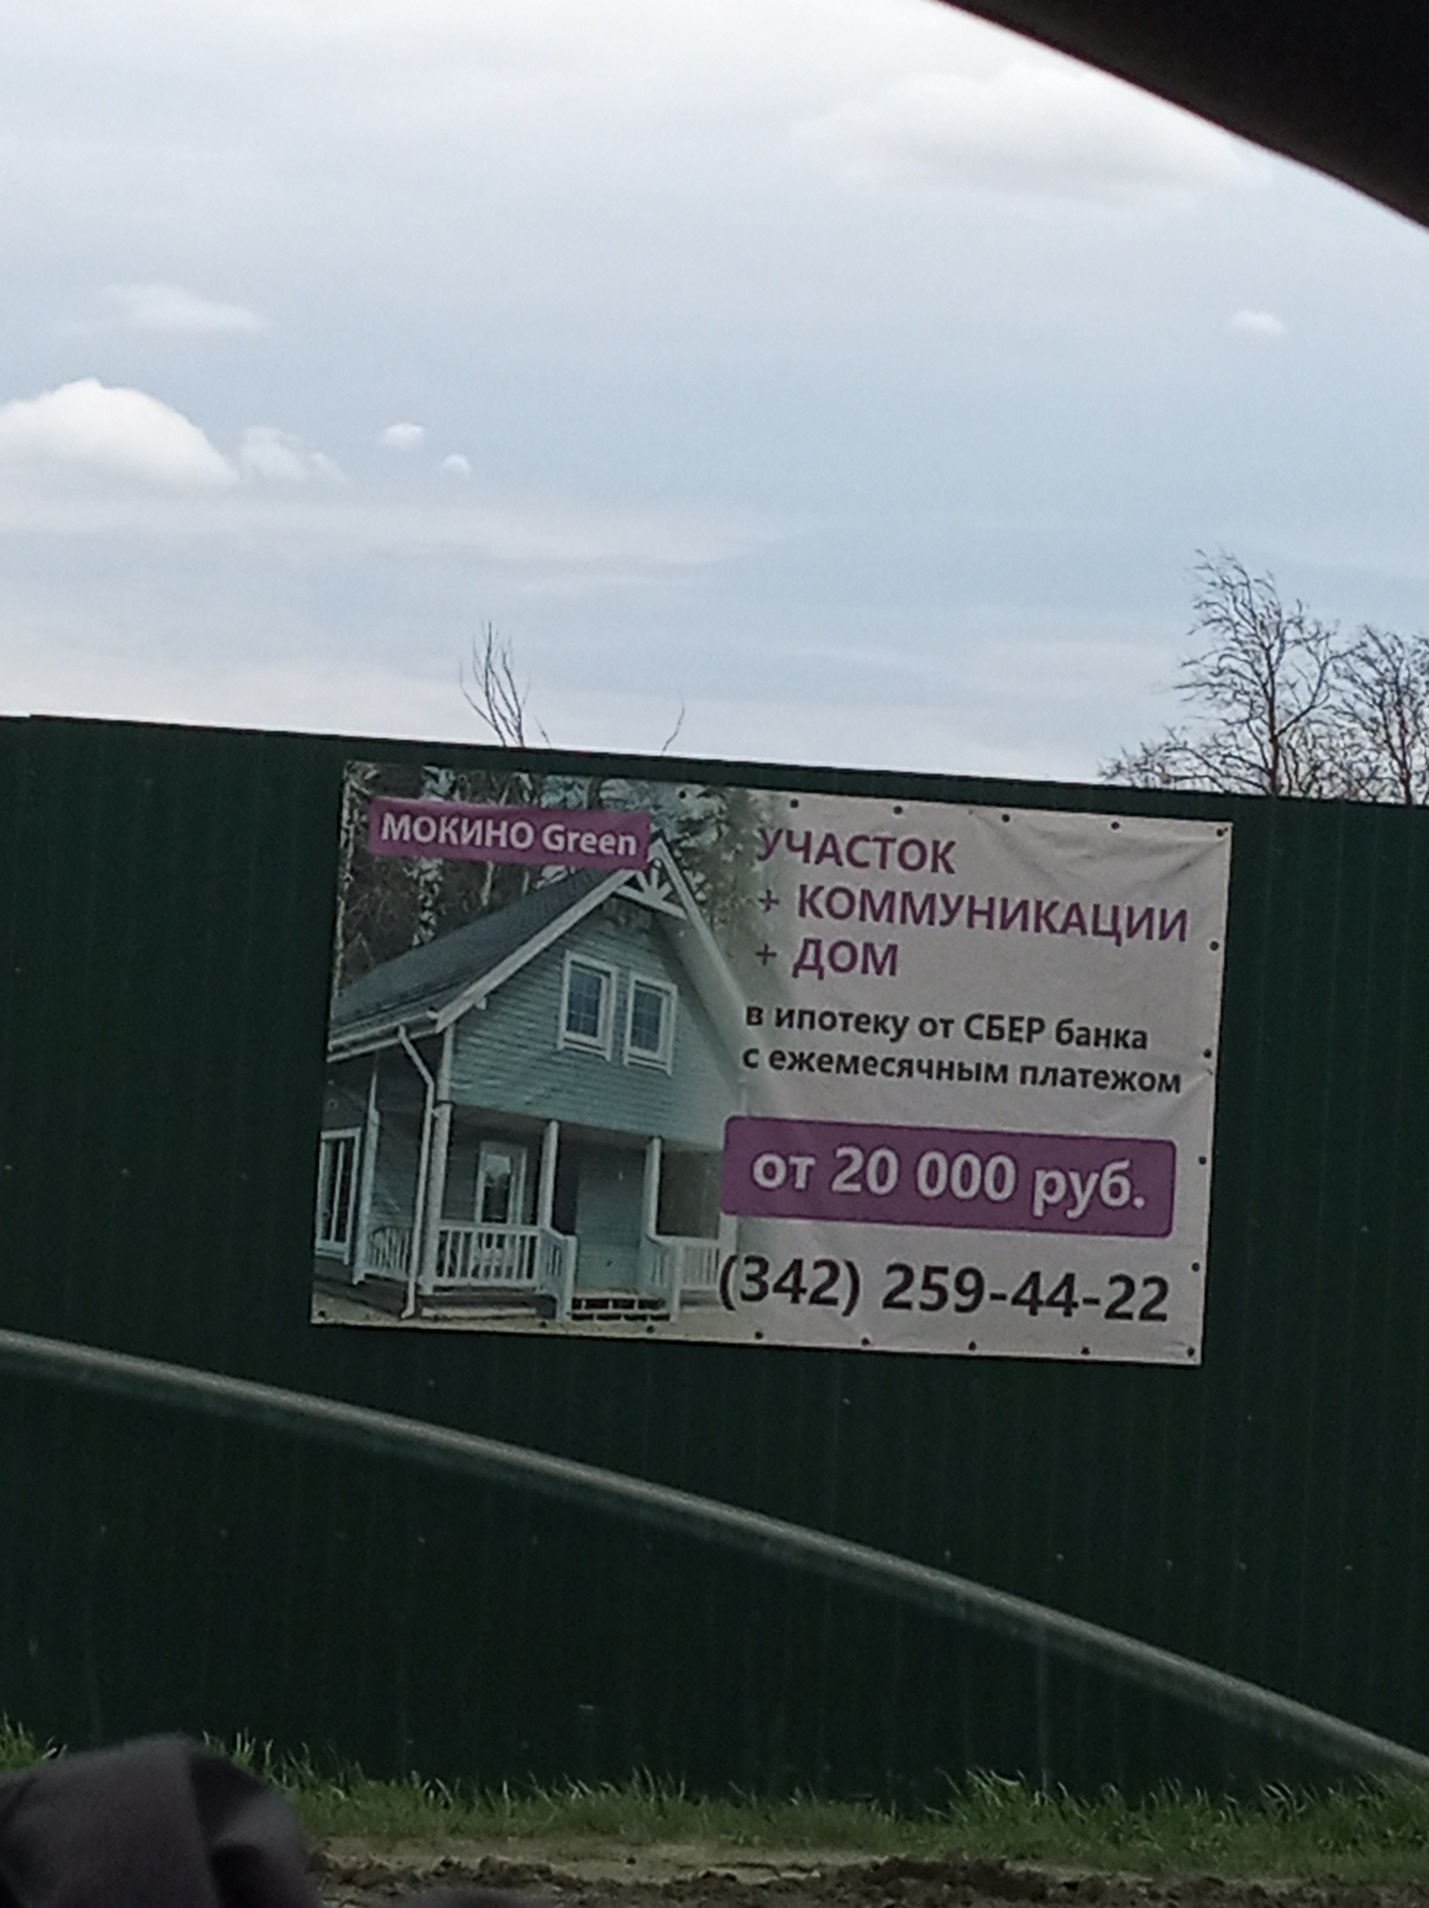 МОКИНО Green
УЧАСТОК
+ КОММУНИКАЦИИ
+ ДОМ
в ипотеку от СБЕР банка
с ежемесячным платежом
от 20 000 руб.
(342) 259-44-22